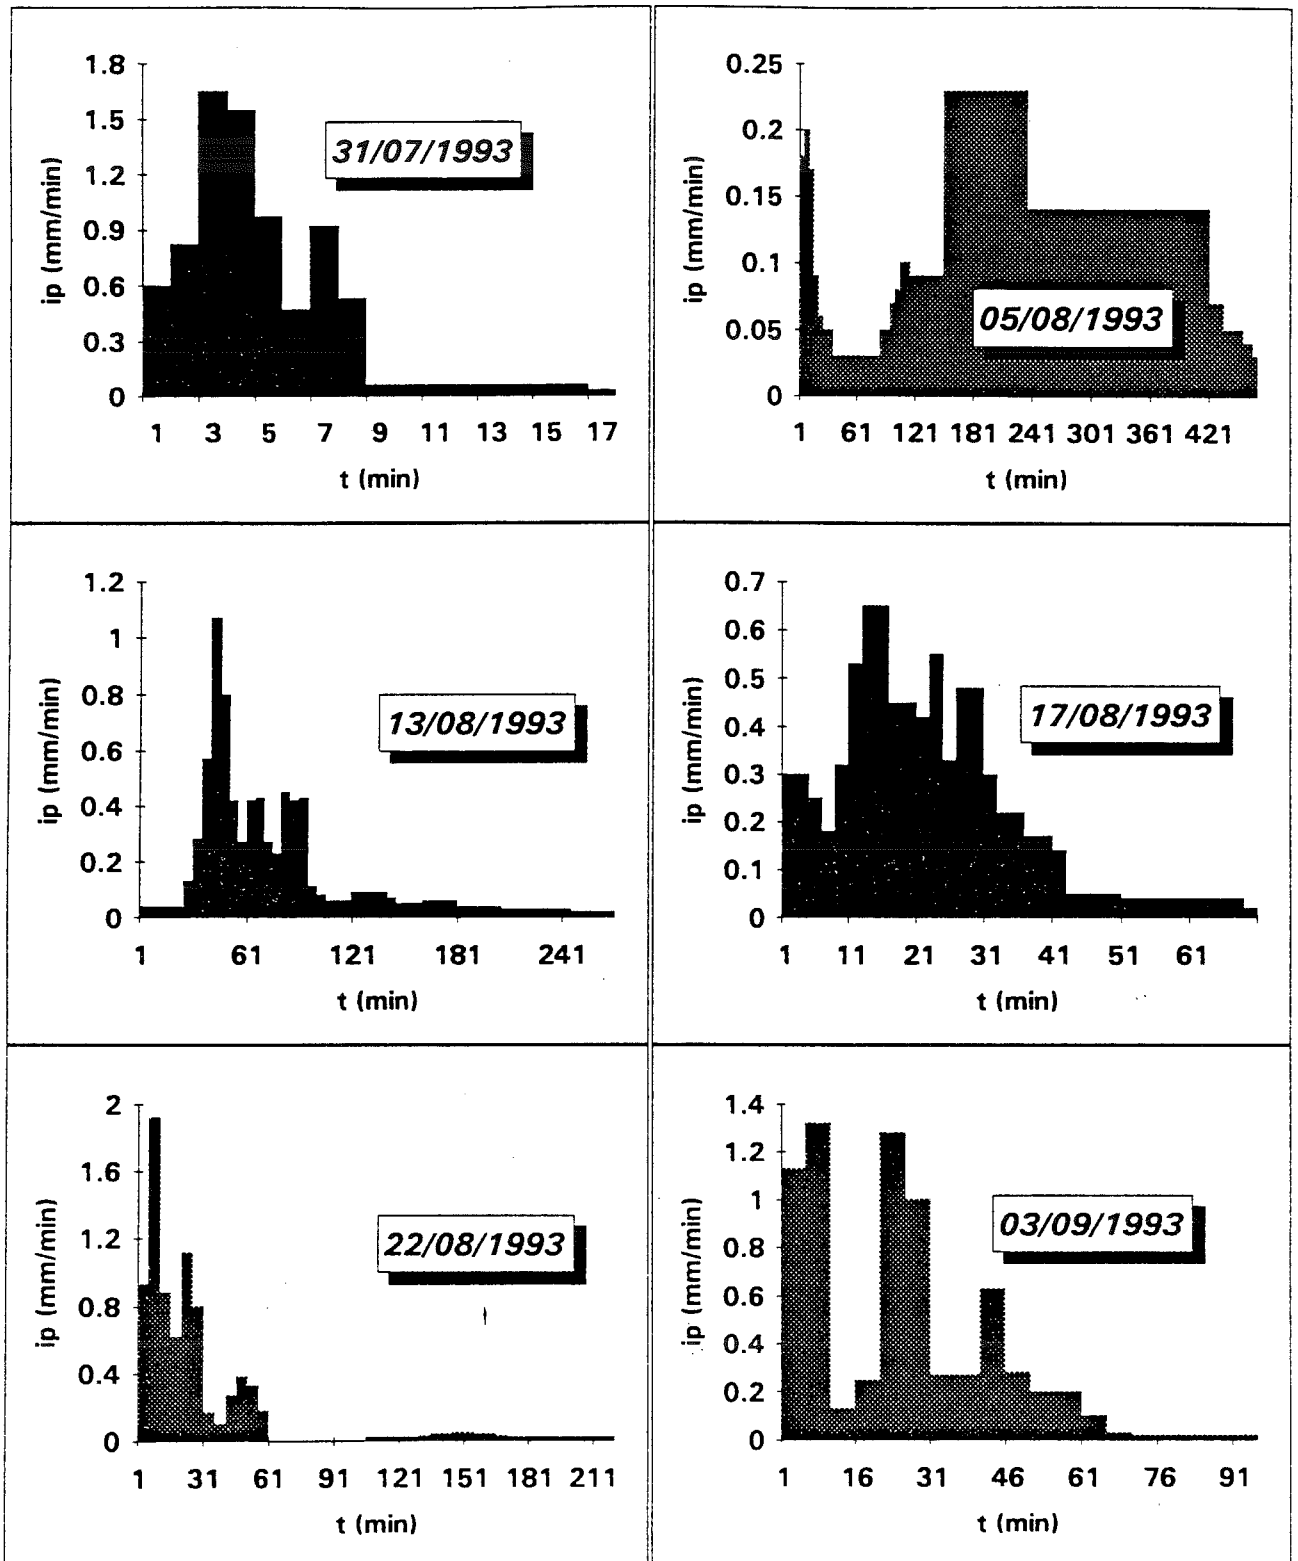 1.8
1.5
1.2
0.9
0.6
0.3
0
ip (mm/min)
31/07/1993
1 3 5 7 9 11 13 15 17
t (min)
0.25
0.2
0.15
0.1
0.05
0
ip (mm/min)
05/08/1993
1 61 121 181 241 301 361 421
t (min)
1.2
1
0.8
0.6
0.4
0.2
0
ip (mm/min)
13/08/1993
1 61 121 181 241
t (min)
0.7
0.6
0.5
0.4
0.3
0.2
0.1
0
ip (mm/min)
17/08/1993
1 11 21 31 41 51 61
t (min)
2
1.6
1.2
0.8
0.4
0
ip (mm/min)
22/08/1993
1 31 61 91 121 151 181 211
t (min)
1.4
1.2
1
0.8
0.6
0.4
0.2
0
ip (mm/min)
03/09/1993
1 16 31 46 61 76 91
t (min)